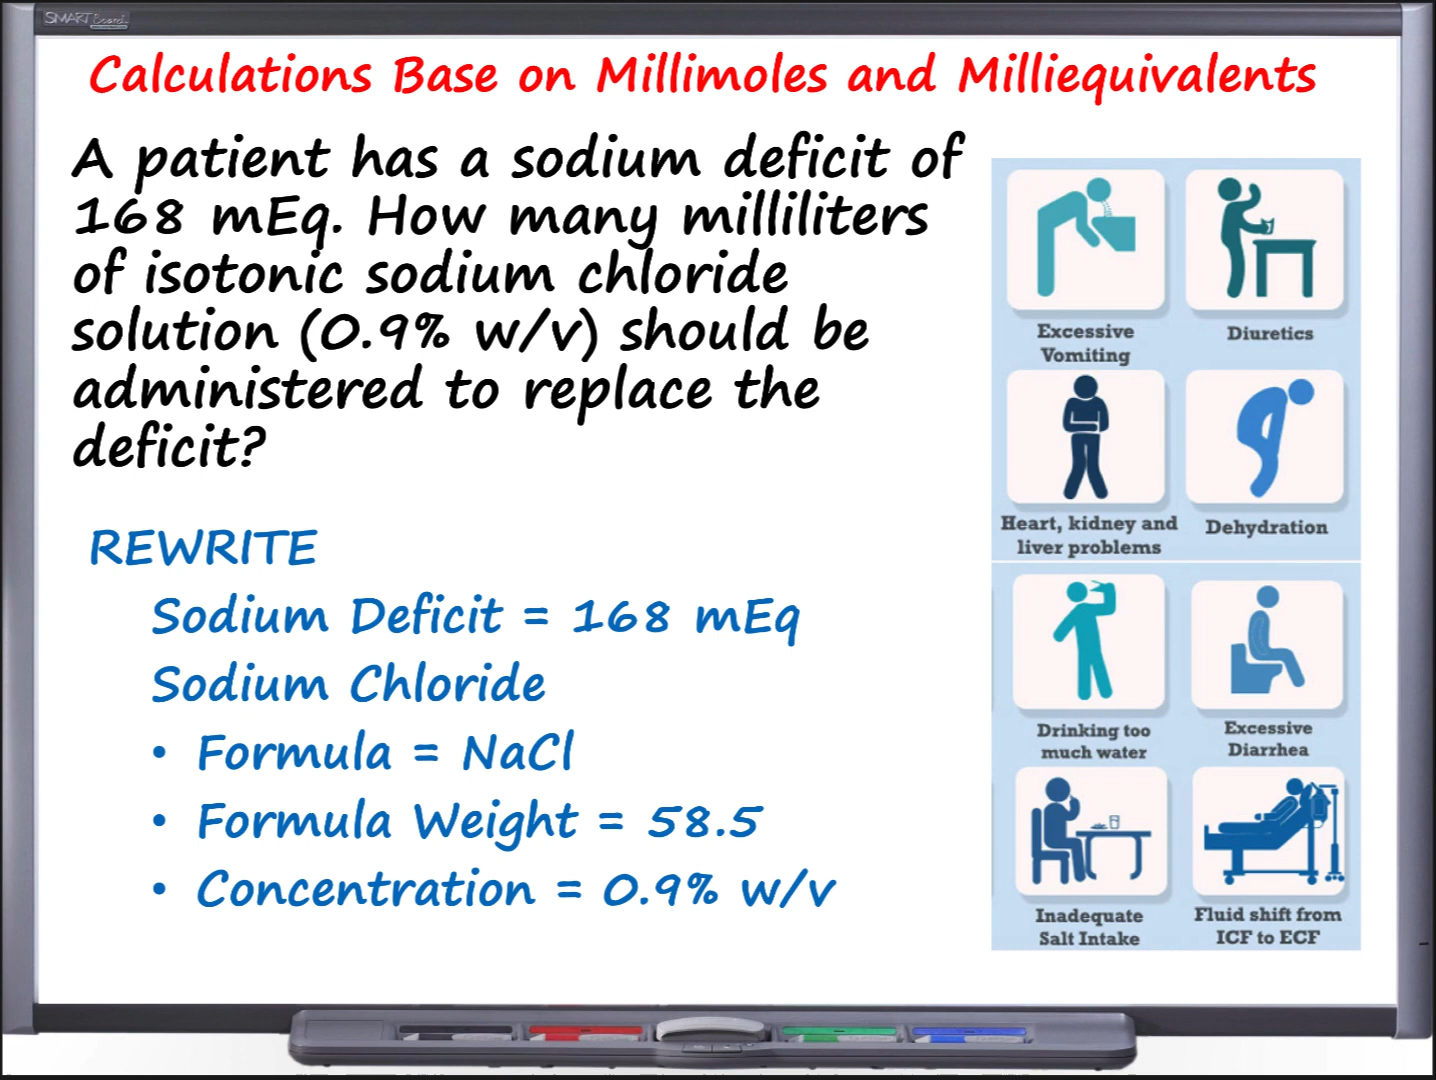 SMART Board
Calculations Base on Millimoles and Milliequivalents
A patient has a sodium deficit of
168 mEq. How many milliliters
of isotonic sodium chloride
solution (0.9% w/v) should be
administered to replace the
deficit?
REWRITE
Sodium Deficit = 168 mEq
Sodium Chloride
• Formula = NaCl
• Formula Weight = 58.5
• Concentration = 0.9% w/v
Excessive
Vomiting
Diuretics
Heart, kidney and
liver problems
Dehydration
Drinking too
much water
Excessive
Diarrhea
Inadequate
Salt Intake
Fluid shift from
ICF to ECF